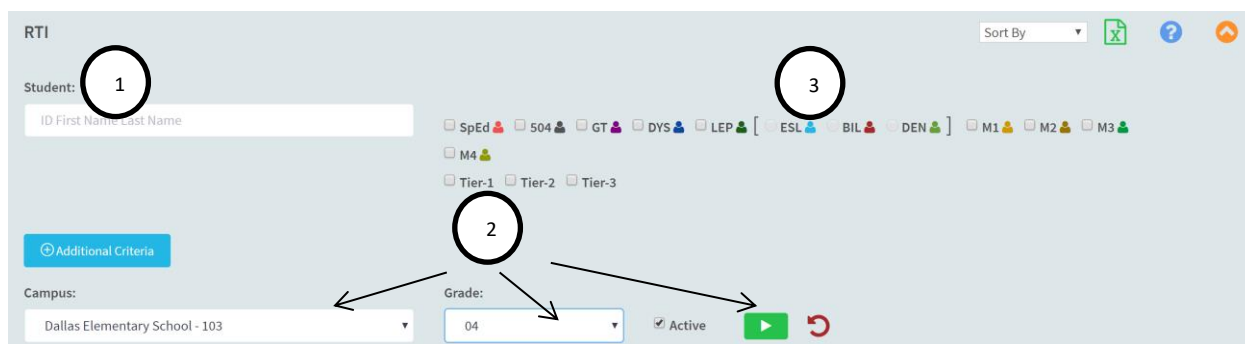 RTI
Sort By
Student:
1
3
ID First Name Last Name
SpEd 504 GT DYS LEP [ ESL BIL DEN ] M1 M2 M3
M4
Tier-1 Tier-2 Tier-3
2
Additional Criteria
Campus: Grade:
Dallas Elementary School - 103 04 Active